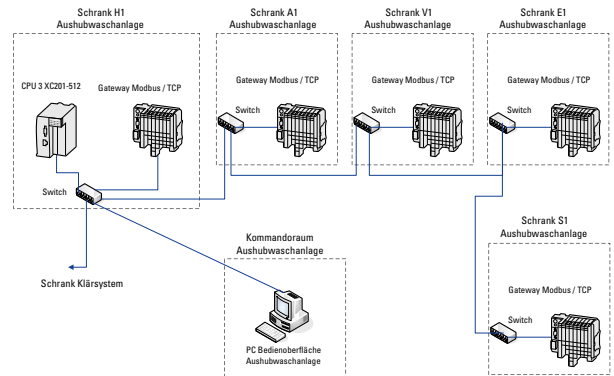 Schrank H1
Aushubwaschanlage
CPU 3 XC201-512
Gateway Modbus / TCP
Switch
Schrank Klärsystem
Schrank A1
Aushubwaschanlage
Gateway Modbus / TCP
Switch
Schrank V1
Aushubwaschanlage
Gateway Modbus / TCP
Switch
Schrank E1
Aushubwaschanlage
Gateway Modbus / TCP
Switch
Kommandoraum
Aushubwaschanlage
PC Bedienoberfläche
Aushubwaschanlage
Schrank S1
Aushubwaschanlage
Gateway Modbus / TCP
Switch